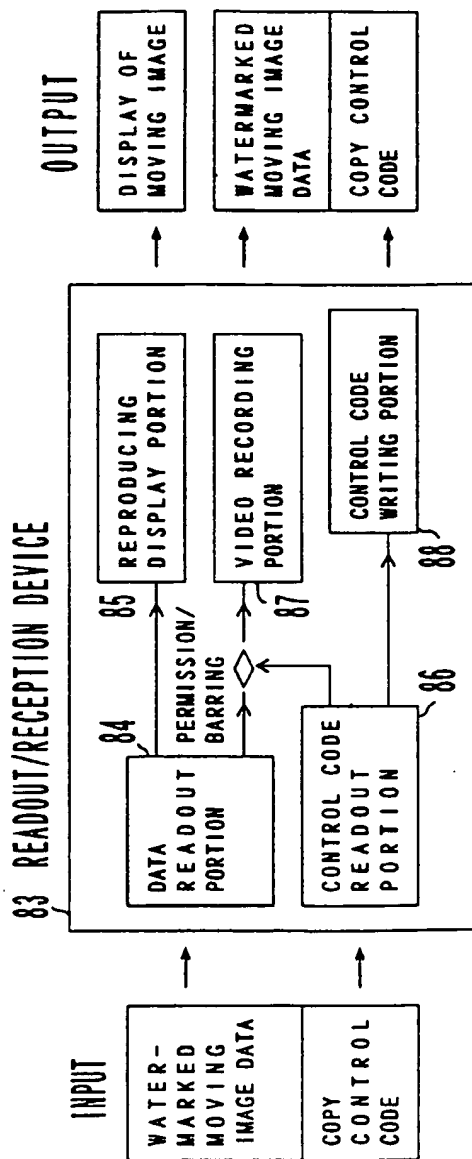 INPUT
WATER-
MARKED
MOVING
IMAGE DATA
COPY
CONTROL
CODE
83 READOUT/RECEPTION DEVICE
84
DATA
READOUT
PORTION
PERMISSION/
BARRING
CONTROL CODE
READOUT
PORTION
86
85
REPRODUCING
DISPLAY PORTION
VIDEO RECORDING
PORTION
87
CONTROL CODE
WRITING PORTION
88
OUTPUT
DISPLAY OF
MOVING IMAGE
WATERMARKED
MOVING IMAGE
DATA
COPY CONTROL
CODE